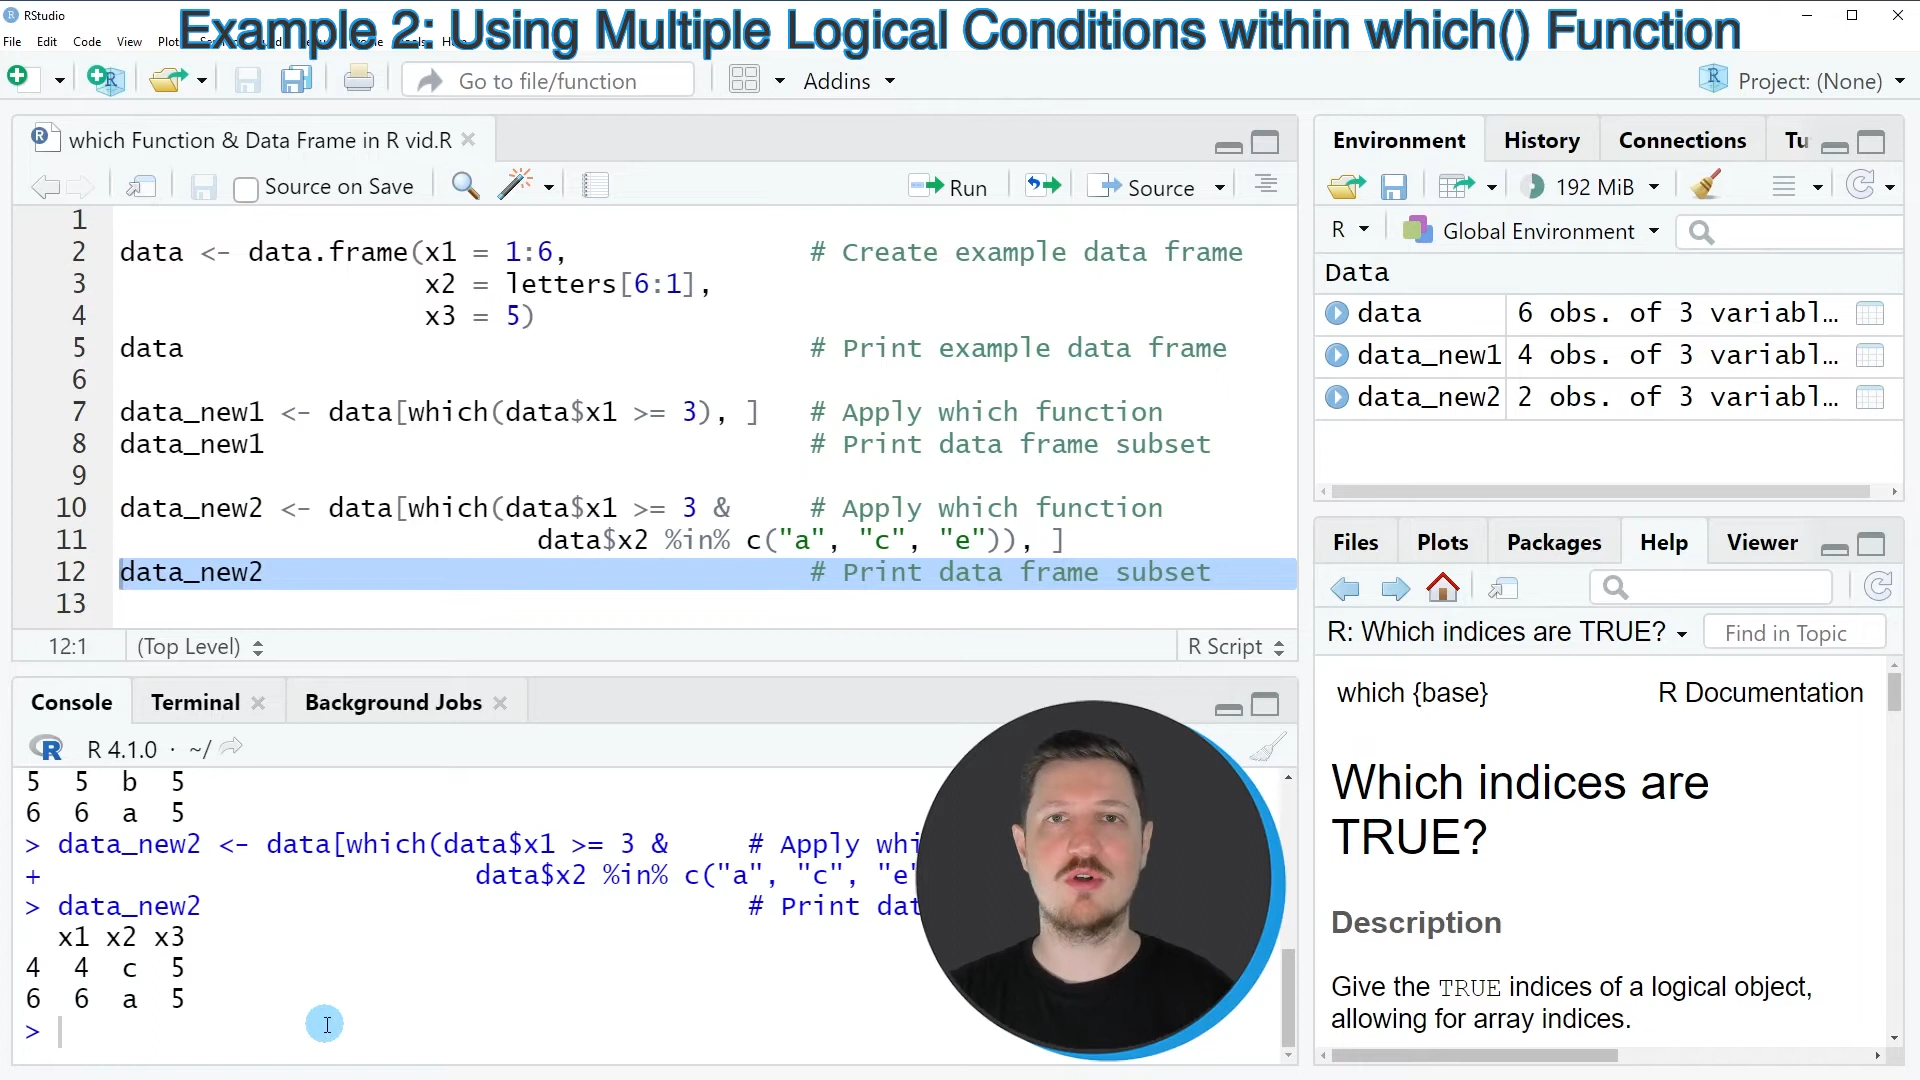 RStudio
Example 2: Using Multiple Logical Conditions within which() Function
File Edit Code View
Go to file/function
Addins
Project: (None)
which Function & Data Frame in R vid.R
Source on Save
Run
Source
1
2 data <- data.frame(x1 = 1:6, # Create example data frame
3 x2 = letters[6:1],
4 x3 = 5)
5 data # Print example data frame
6
7 data_new1 <- data[which(data$x1 >= 3), ] # Apply which function
8 data_new1 # Print data frame subset
9
10 data_new2 <- data[which(data$x1 >= 3 & # Apply which function
11 data$x2 %in% c("a", "c", "e")), ]
12 data_new2 # Print data frame subset
13
12:1 (Top Level) R Script
Console Terminal Background Jobs
R 4.1.0 · ~/
5 5 b 5
6 6 a 5
> data_new2 <- data[which(data$x1 >= 3 & # Apply whi
+ data$x2 %in% c("a", "c", "e"
> data_new2 # Print dat
x1 x2 x3
4 4 c 5
6 6 a 5
>
Environment History Connections Tu
192 MiB
R Global Environment
Data
data 6 obs. of 3 variabl…
data_new1 4 obs. of 3 variabl…
data_new2 2 obs. of 3 variabl…
Files Plots Packages Help Viewer
R: Which indices are TRUE? Find in Topic
which {base} R Documentation
Which indices are
TRUE?
Description
Give the TRUE indices of a logical object,
allowing for array indices.